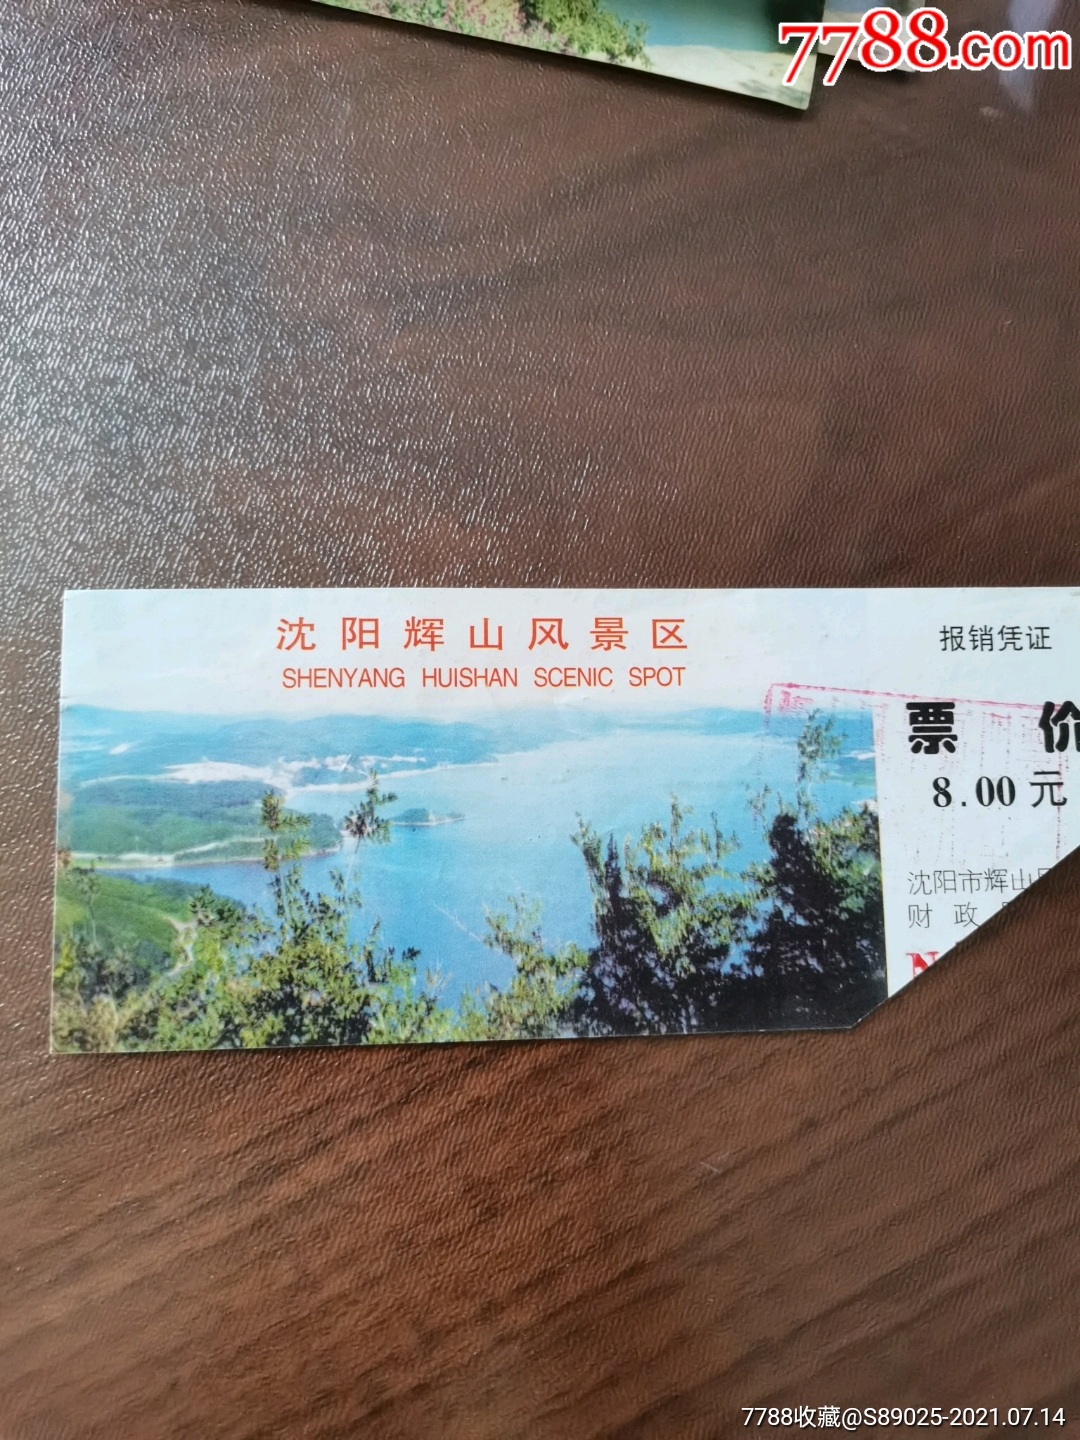 7788.com
沈阳辉山风景区
SHENYANG HUISHAN SCENIC SPOT
报销凭证
票 价
8.00元
沈阳市辉山
财政
N
7788收藏@S89025-2021.07.14